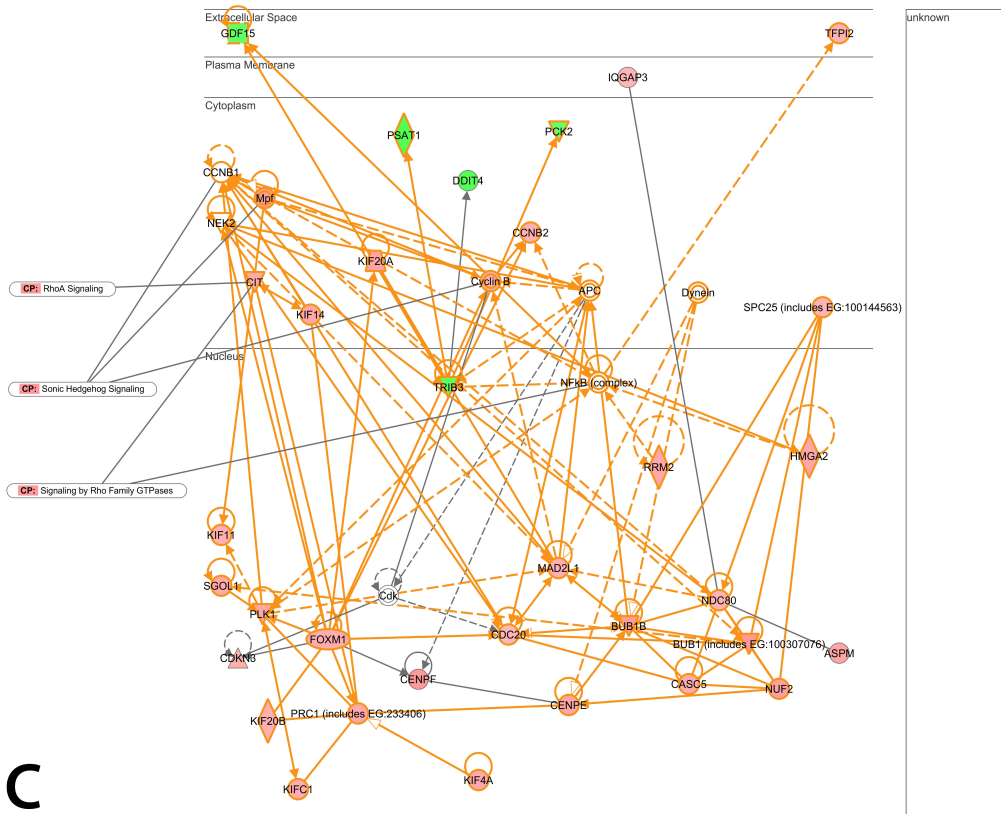 Extracellular Space
unknown
GDF15
TFPI2
Plasma Membrane
IQGAP3
Cytoplasm
PSAT1
PCK2
CCNB1
DDIT4
Mpf
NEK2
CCNB2
KIF20A
CIT
Cyclin B
APC
Dynein
CP: RhoA Signaling
KIF14
SPC25 (includes EG:100144563)
Nucleus
CP: Sonic Hedgehog Signaling
TRIB3
NFkB (complex)
HMGA2
RRM2
CP: Signaling by Rho Family GTPases
KIF11
MAD2L1
SGOL1
Cdk
NDC80
PLK1
BUB1B
FOXM1
CDC20
BUB1 (includes EG:100307076)
CDKN3
ASPM
CENPF
CASC5
NUF2
CENPE
PRC1 (includes EG:233406)
KIF20B
KIF4A
KIFC1
C